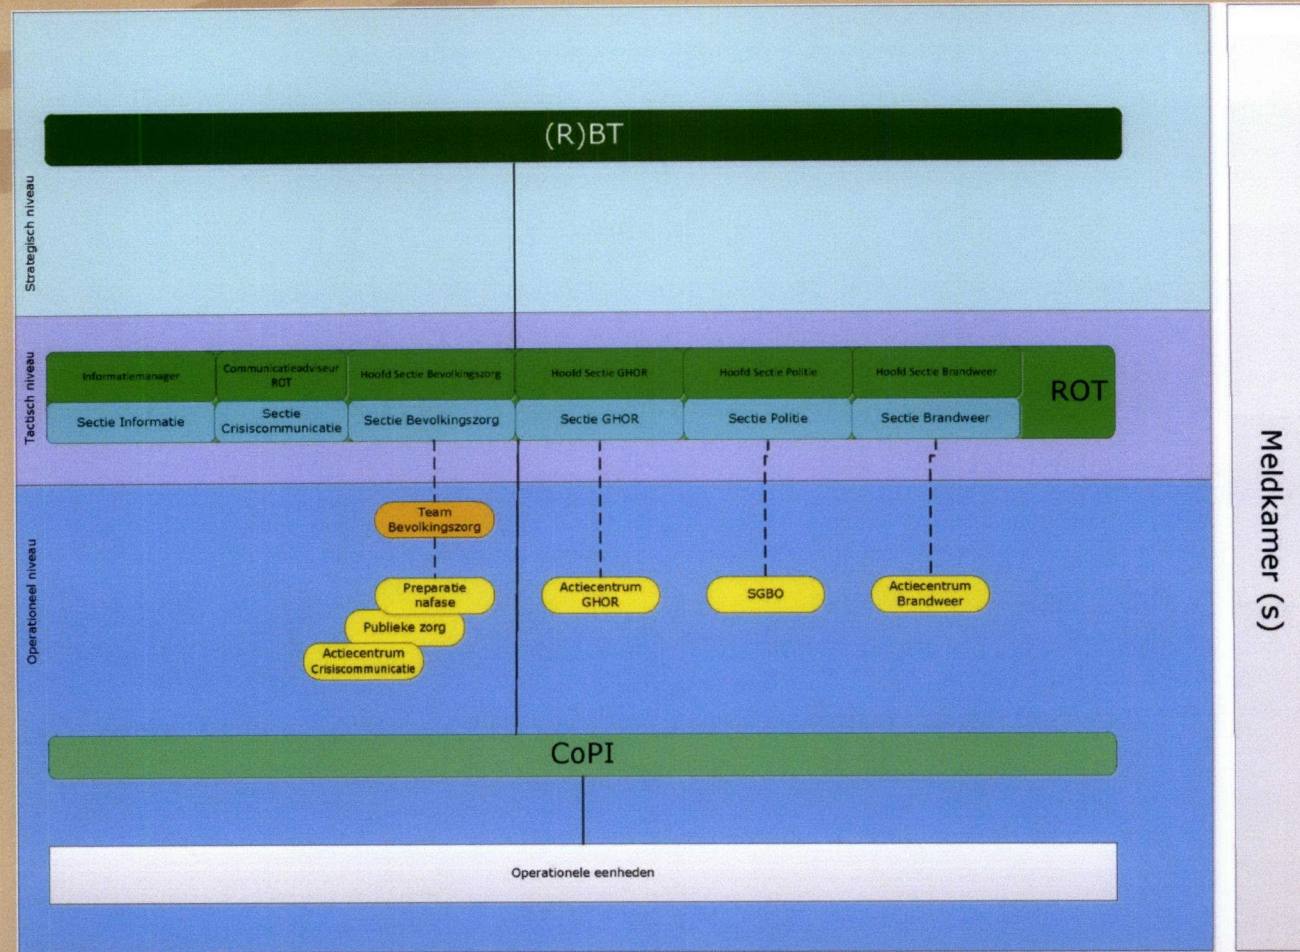 (R)BT
Strategisch niveau
Tactisch niveau
Informatiemanager
Communicatieadviseur
ROT
Hoofd Sectie Bevolkingszorg
Hoofd Sectie GHOR
Hoofd Sectie Politie
Hoofd Sectie Brandweer
ROT
Sectie Informatie
Sectie
Crisiscommunicatie
Sectie Bevolkingszorg
Sectie GHOR
Sectie Politie
Sectie Brandweer
Operationeel niveau
Team
Bevolkingszorg
Preparatie
nafase
Publieke zorg
Actiecentrum
Crisiscommunicatie
Actiecentrum
GHOR
SGBO
Actiecentrum
Brandweer
CoPI
Operationele eenheden
Meldkamer (s)